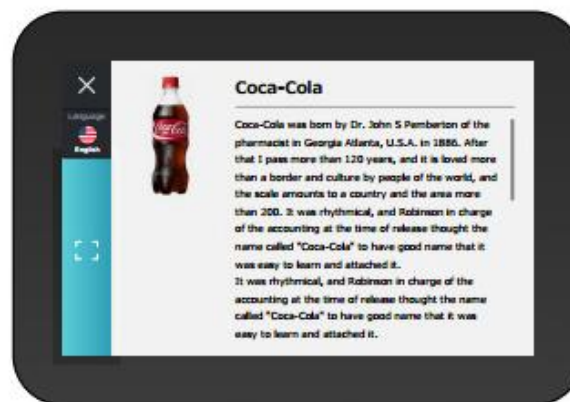 Language
English
Coca-Cola
Coca-Cola
Coca-Cola was born by Dr. John S Pemberton of the
pharmacist in Georgia Atlanta, U.S.A. in 1886. After
that I pass more than 120 years, and it is loved more
than a border and culture by people of the world, and
the scale amounts to a country and the area more
than 200. It was rhythmical, and Robinson in charge
of the accounting at the time of release thought the
name called "Coca-Cola" to have good name that it
was easy to learn and attached it.
It was rhythmical, and Robinson in charge of the
accounting at the time of release thought the name
called "Coca-Cola" to have good name that it was
easy to learn and attached it.